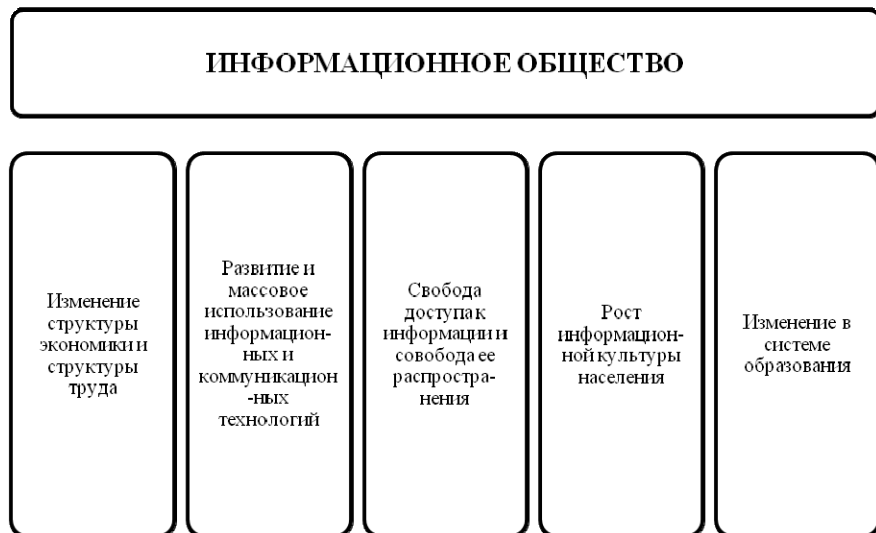 ИНФОРМАЦИОННОЕ ОБЩЕСТВО
Изменение
структуры
экономики и
структуры
труда
Развитие и
массовое
использование
информацион-
ных и
коммуникацион
-ных
технологий
Свобода
доступа к
информации и
совобода ее
распростра-
нения
Рост
информацион-
ной культуры
населения
Изменение в
системе
образования